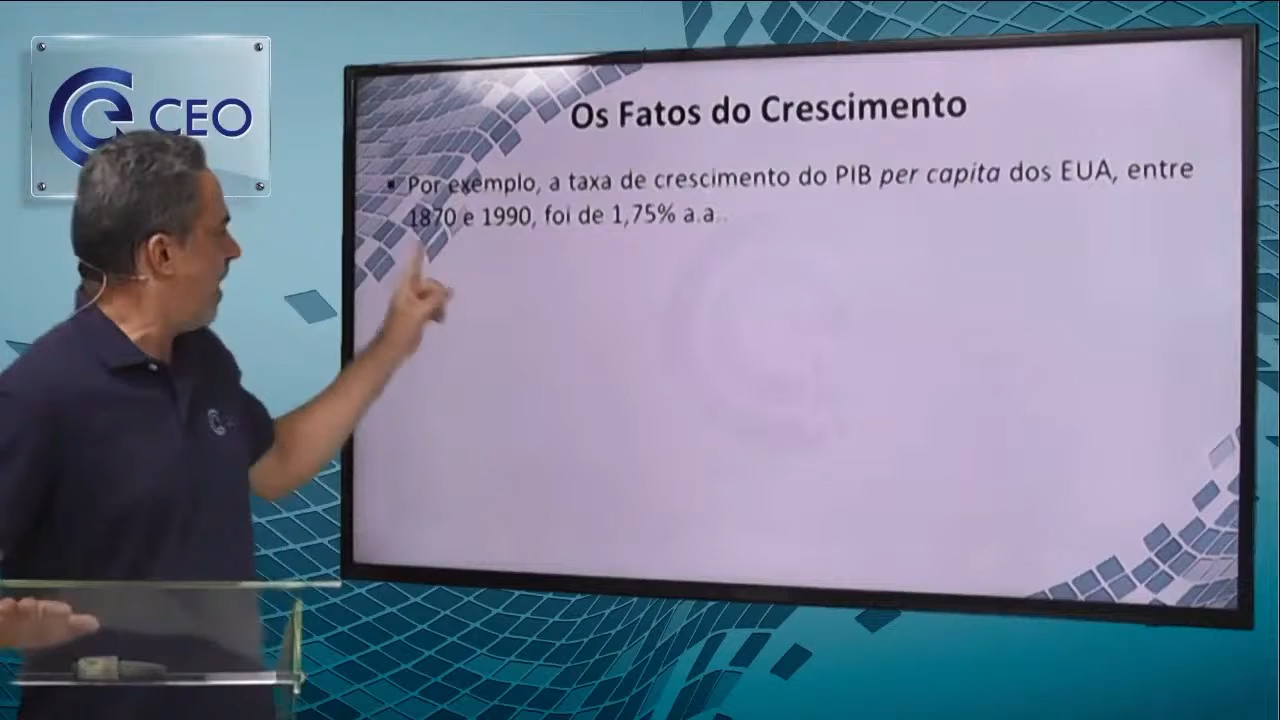 CEO
Os Fatos do Crescimento
▪ Por exemplo, a taxa de crescimento do PIB per capita dos EUA, entre
1870 e 1990, foi de 1,75% a.a.